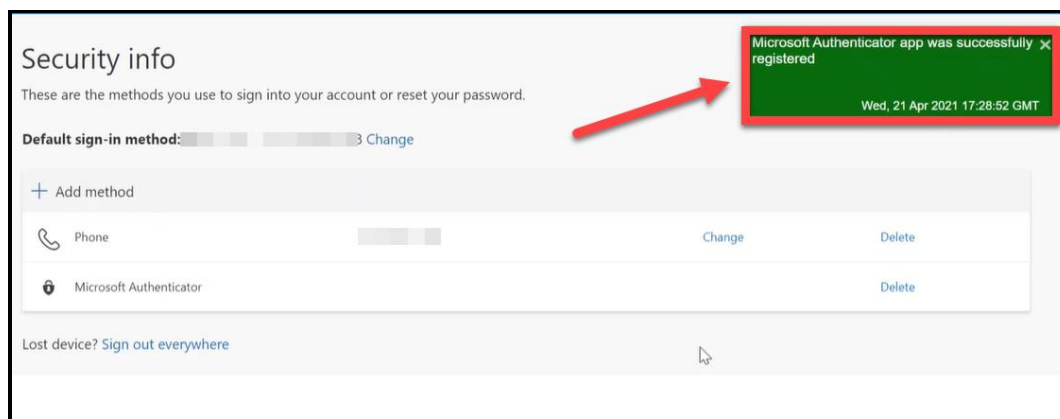 Security info
Microsoft Authenticator app was successfully
registered
Wed, 21 Apr 2021 17:28:52 GMT
These are the methods you use to sign into your account or reset your password.
Default sign-in method: Change
Add method
Phone Change Delete
Microsoft Authenticator Delete
Lost device? Sign out everywhere